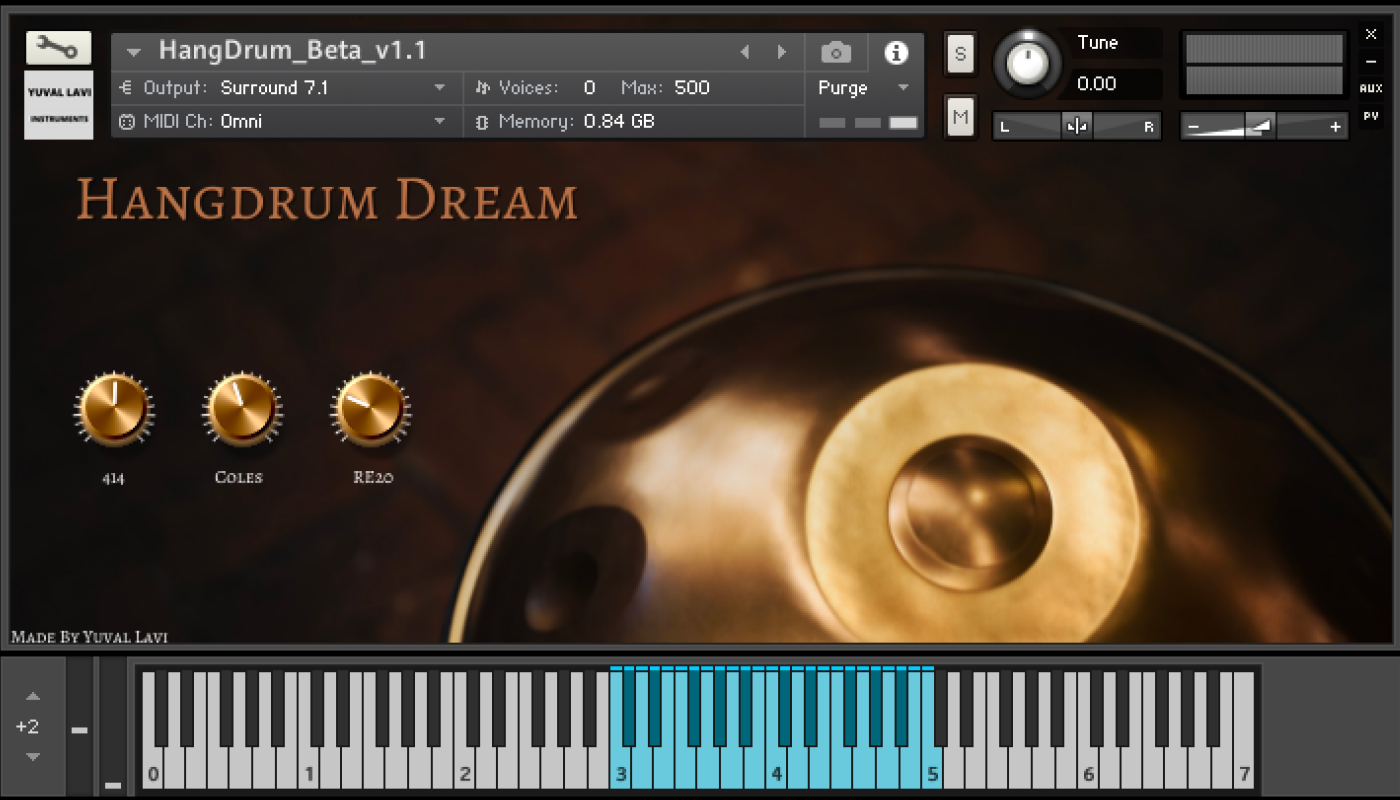 HangDrum_Beta_v1.1
i
S
Tune
0.00
X
−
AUX
PV
YUVAL LAVI
INSTRUMENTS
Output: Surround 7.1
Voices: 0 Max: 500
Purge
MIDI Ch: Omni
Memory: 0.84 GB
M
L R
− +
HANGDRUM DREAM
414 COLES RE20
MADE BY YUVAL LAVI
+2
0 1 2 3 4 5 6 7